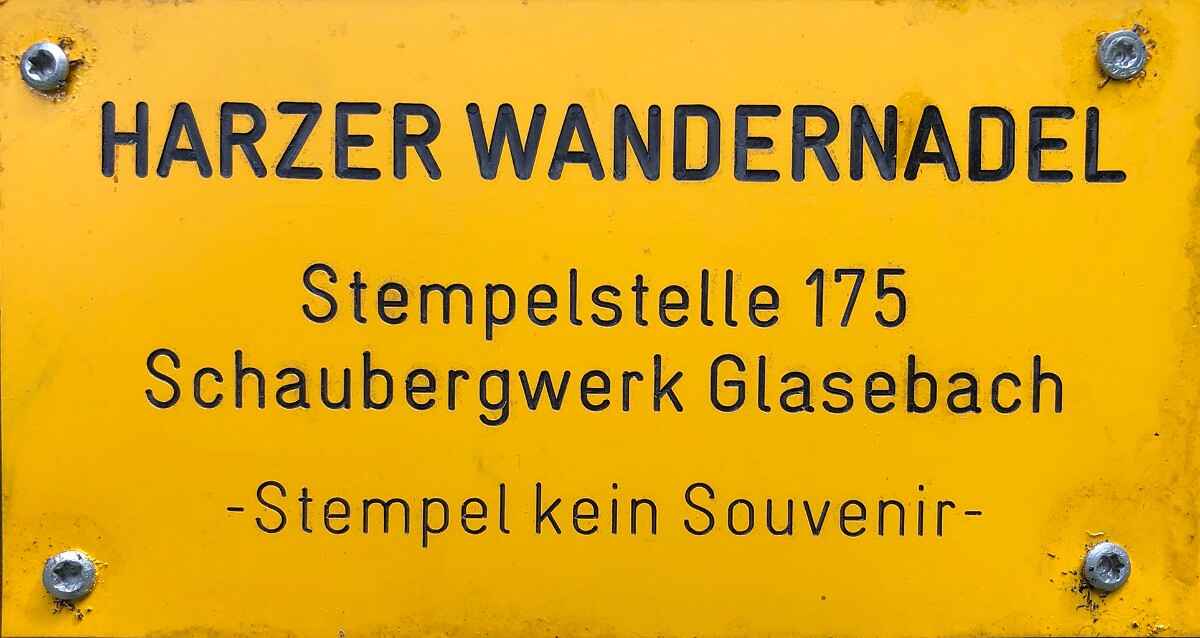 HARZER WANDERNADEL
Stempelstelle 175
Schaubergwerk Glasebach
-Stempel kein Souvenir-